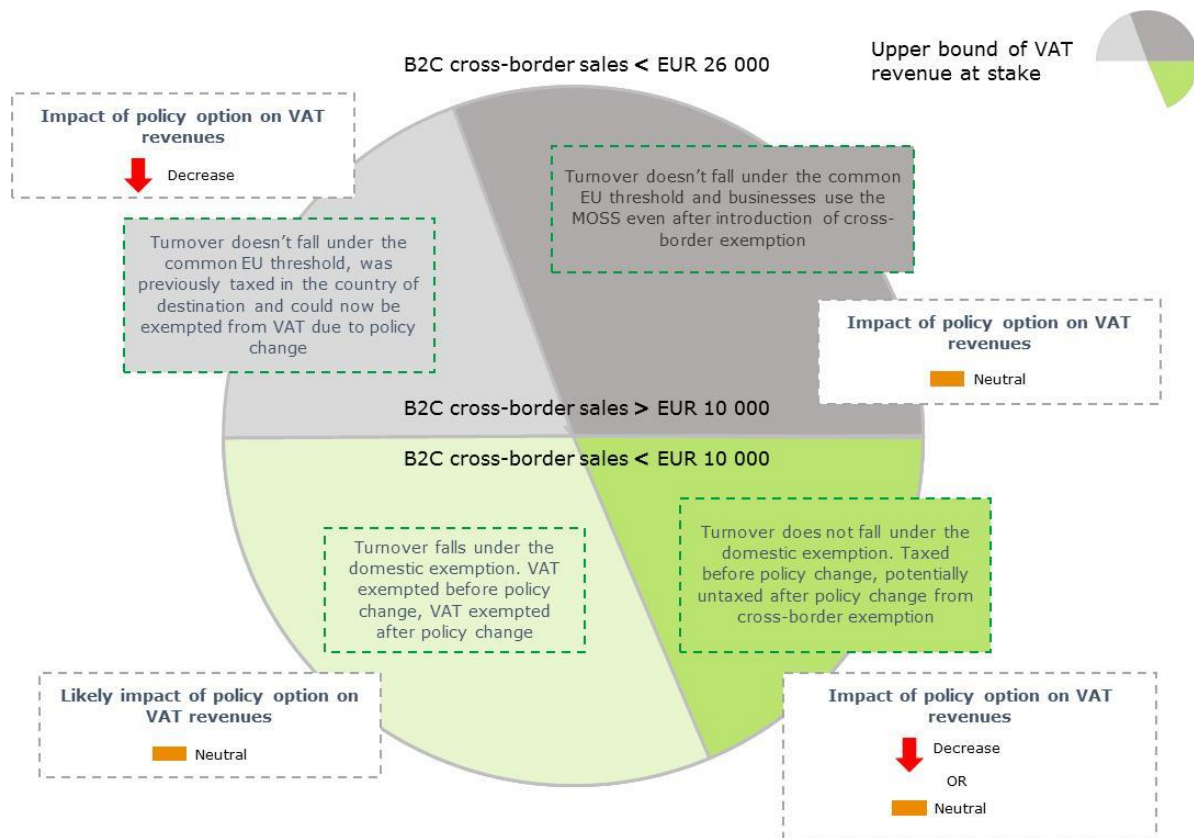 B2C cross-border sales < EUR 26 000
Upper bound of VAT
revenue at stake
Impact of policy option on VAT
revenues
Decrease
Turnover doesn't fall under the
common EU threshold, was
previously taxed in the country
of destination and could now be
exempted from VAT due to policy
change
Turnover doesn't fall under the common
EU threshold and businesses use the
MOSS even after introduction of cross-
border exemption
Impact of policy option on VAT
revenues
Neutral
B2C cross-border sales > EUR 10 000
B2C cross-border sales < EUR 10 000
Turnover falls under the
domestic exemption. VAT
exempted before policy
change, VAT exempted
after policy change
Turnover does not fall under the
domestic exemption. Taxed
before policy change, potentially
untaxed after policy change from
cross-border exemption
Likely impact of policy option on
VAT revenues
Neutral
Impact of policy option on VAT
revenues
Decrease
OR
Neutral